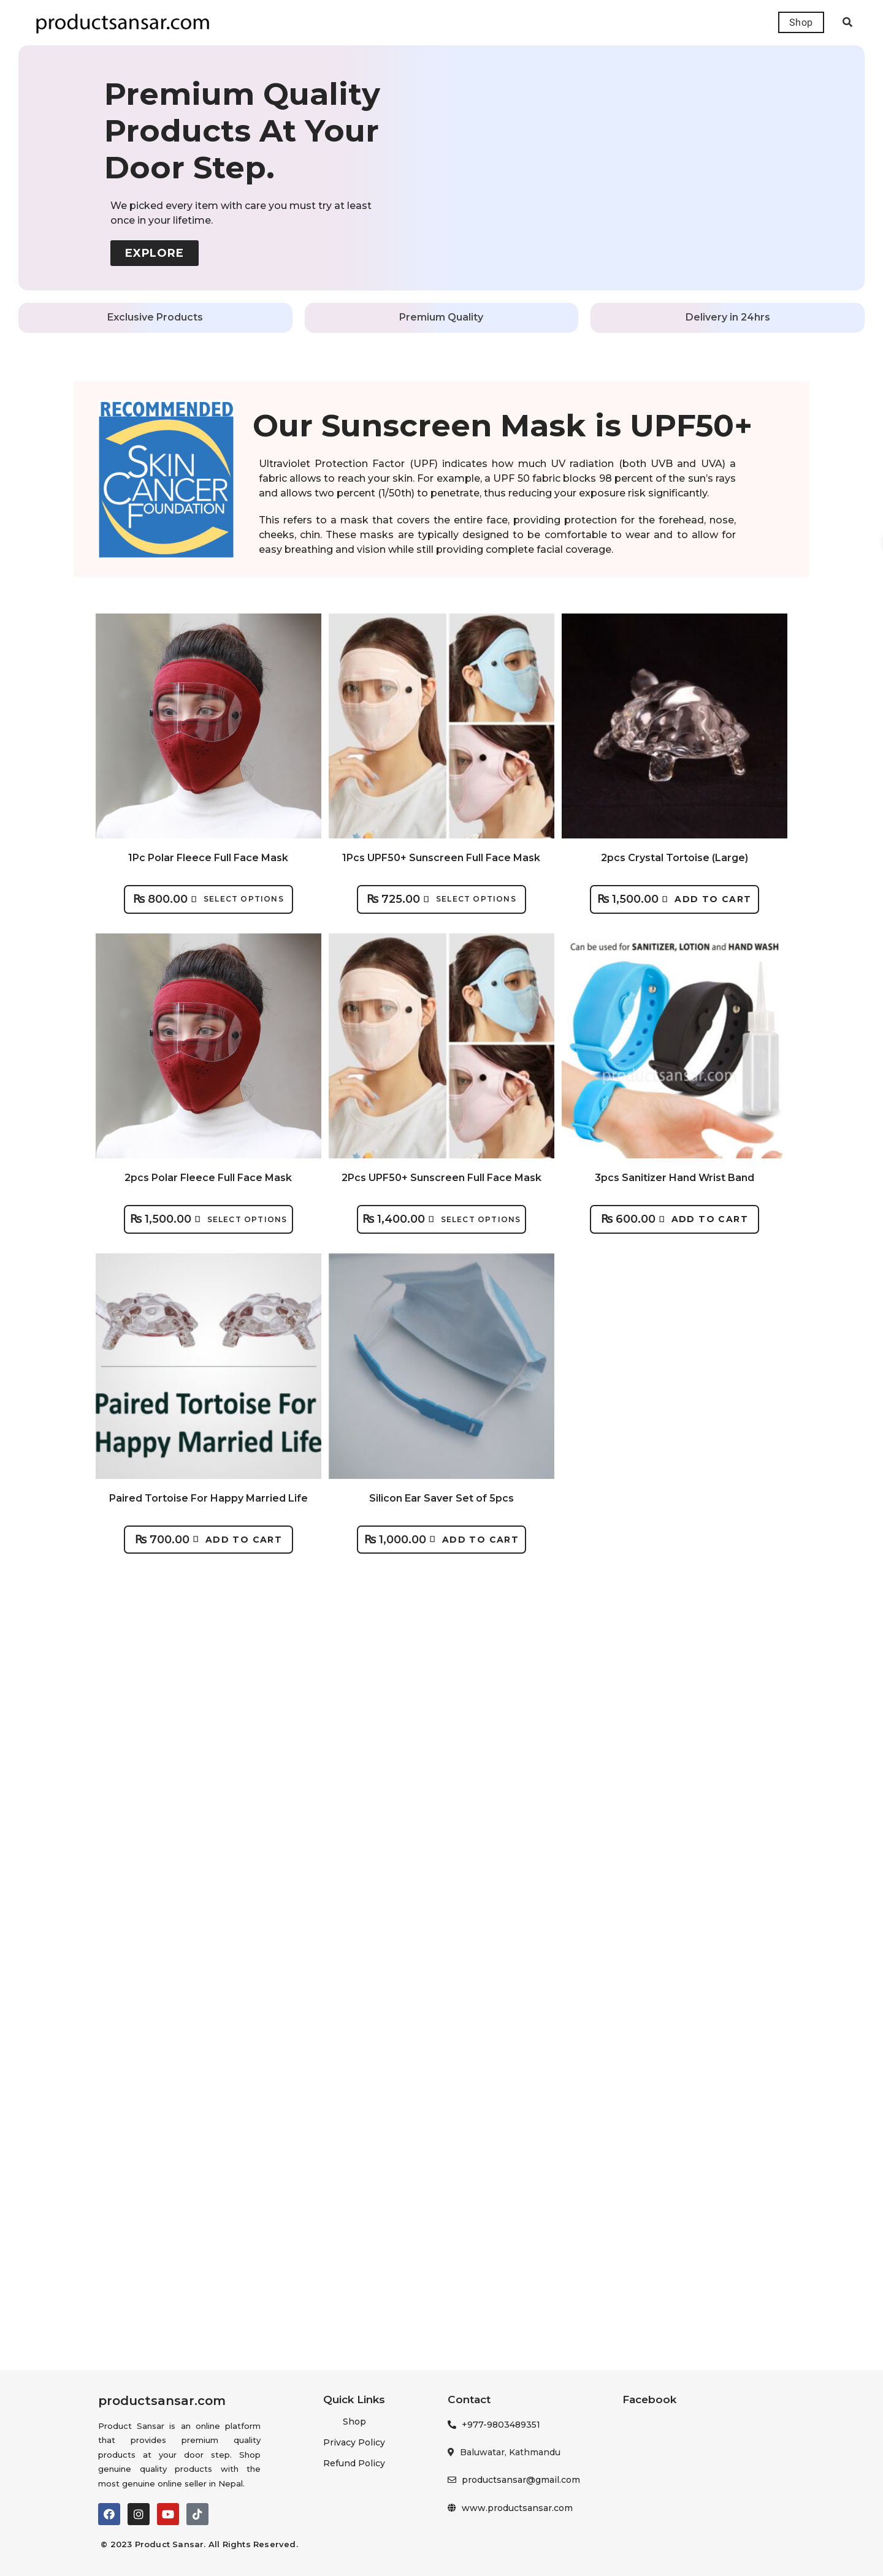 productsansar.com
Shop
Premium Quality
Products At Your
Door Step.
We picked every item with care you must try at least
once in your lifetime.
EXPLORE
Exclusive Products
Premium Quality
Delivery in 24hrs
RECOMMENDED
SKIN
CANCER
FOUNDATION
Our Sunscreen Mask is UPF50+
Ultraviolet Protection Factor (UPF) indicates how much UV radiation (both UVB and UVA) a
fabric allows to reach your skin. For example, a UPF 50 fabric blocks 98 percent of the sun's rays
and allows two percent (1/50th) to penetrate, thus reducing your exposure risk significantly.
This refers to a mask that covers the entire face, providing protection for the forehead, nose,
cheeks, chin. These masks are typically designed to be comfortable to wear and to allow for
easy breathing and vision while still providing complete facial coverage.
1Pc Polar Fleece Full Face Mask
₨ 800.00 SELECT OPTIONS
1Pcs UPF50+ Sunscreen Full Face Mask
₨ 725.00 SELECT OPTIONS
2pcs Crystal Tortoise (Large)
₨ 1,500.00 ADD TO CART
2pcs Polar Fleece Full Face Mask
₨ 1,500.00 SELECT OPTIONS
2Pcs UPF50+ Sunscreen Full Face Mask
₨ 1,400.00 SELECT OPTIONS
Can be used for SANITIZER, LOTION and HAND WASH
productsansar.com
3pcs Sanitizer Hand Wrist Band
₨ 600.00 ADD TO CART
Paired Tortoise For
Happy Married Life
Paired Tortoise For Happy Married Life
₨ 700.00 ADD TO CART
Silicon Ear Saver Set of 5pcs
₨ 1,000.00 ADD TO CART
productsansar.com
Product Sansar is an online platform
that provides premium quality
products at your door step. Shop
genuine quality products with the
most genuine online seller in Nepal.
© 2023 Product Sansar. All Rights Reserved.
Quick Links
Shop
Privacy Policy
Refund Policy
Contact
+977-9803489351
Baluwatar, Kathmandu
productsansar@gmail.com
www.productsansar.com
Facebook